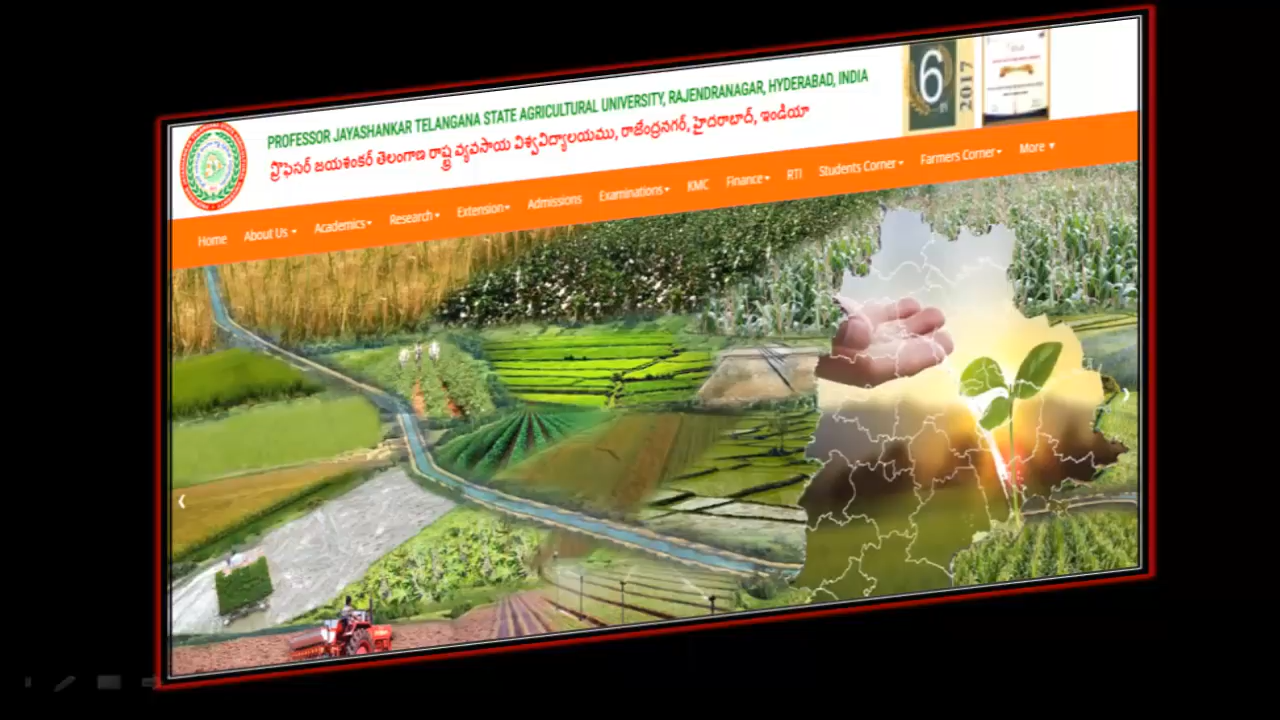 PROFESSOR JAYASHANKAR TELANGANA STATE AGRICULTURAL UNIVERSITY, RAJENDRANAGAR, HYDERABAD, INDIA
ప్రొఫెసర్ జయశంకర్ తెలంగాణ రాష్ట్ర వ్యవసాయ విశ్వవిద్యాలయము, రాజేంద్రనగర్, హైదరాబాద్, ఇండియా
6
2017
Home About Us Academics Research Extension Admissions Examinations KMC Finance RTI Students Corner Farmers Corner More